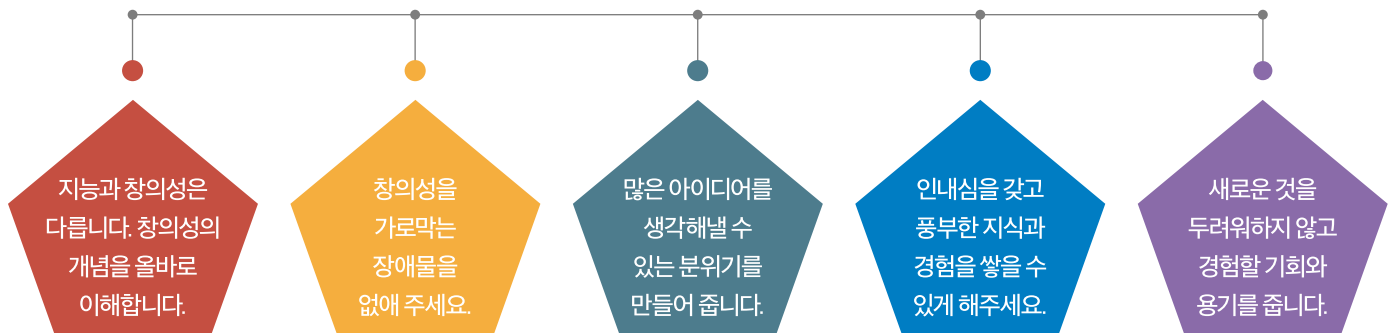 지능과 창의성은
다릅니다. 창의성의
개념을 올바로
이해합니다.
창의성을
가로막는
장애물을
없애 주세요.
많은 아이디어를
생각해낼 수
있는 분위기를
만들어 줍니다.
인내심을 갖고
풍부한 지식과
경험을 쌓을 수
있게 해주세요.
새로운 것을
두려워하지 않고
경험할 기회와
용기를 줍니다.